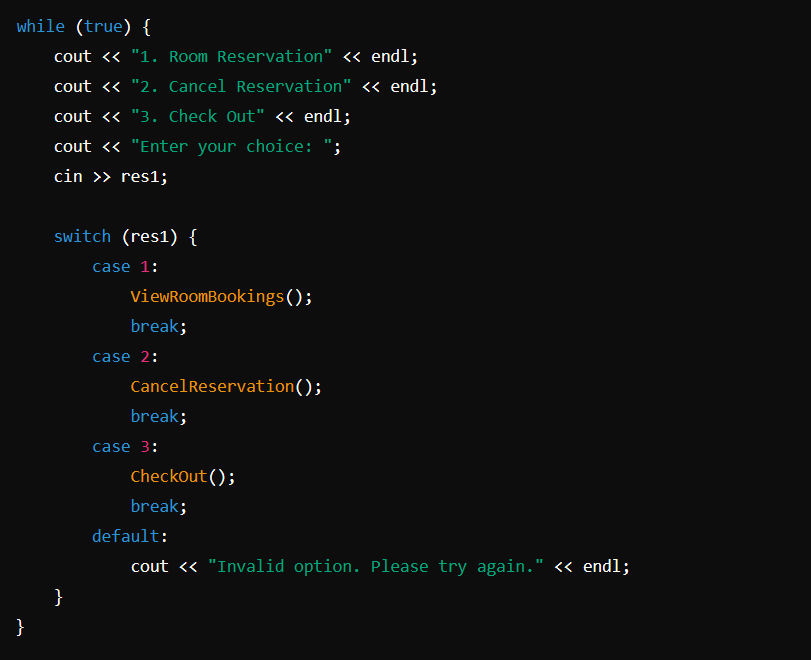 while (true) {
    cout << "1. Room Reservation" << endl;
    cout << "2. Cancel Reservation" << endl;
    cout << "3. Check Out" << endl;
    cout << "Enter your choice: ";
    cin >> res1;

    switch (res1) {
        case 1:
            ViewRoomBookings();
            break;
        case 2:
            CancelReservation();
            break;
        case 3:
            CheckOut();
            break;
        default:
            cout << "Invalid option. Please try again." << endl;
    }
}